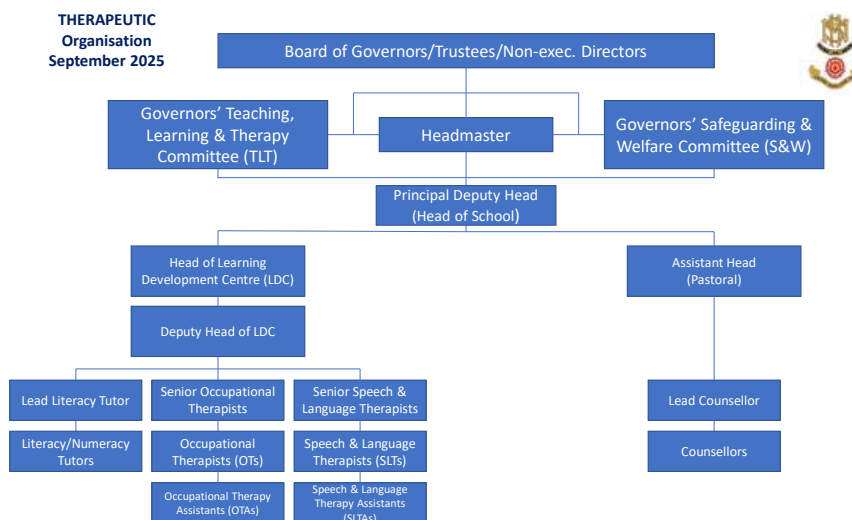 THERAPEUTIC
Organisation
September 2025
Board of Governors/Trustees/Non-exec. Directors
Governors’ Teaching,
Learning & Therapy
Committee (TLT)
Headmaster
Governors’ Safeguarding &
Welfare Committee (S&W)
Principal Deputy Head
(Head of School)
Head of Learning
Development Centre (LDC)
Assistant Head
(Pastoral)
Deputy Head of LDC
Lead Literacy Tutor
Senior Occupational
Therapists
Senior Speech &
Language Therapists
Lead Counsellor
Literacy/Numeracy
Tutors
Occupational
Therapists (OTs)
Speech & Language
Therapists (SLTs)
Counsellors
Occupational Therapy
Assistants (OTAs)
Speech & Language
Therapy Assistants
(SLTAs)